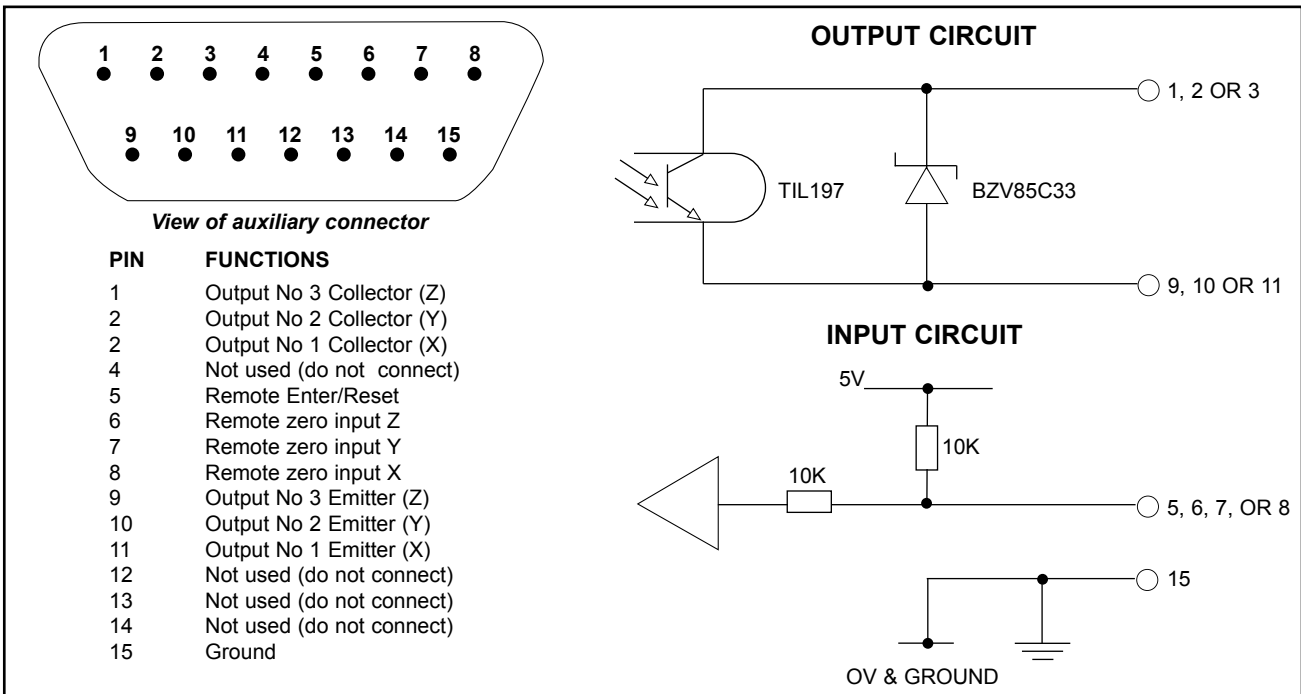 1 2 3 4 5 6 7 8
9 10 11 12 13 14 15
View of auxiliary connector
PIN FUNCTIONS
1 Output No 3 Collector (Z)
2 Output No 2 Collector (Y)
2 Output No 1 Collector (X)
4 Not used (do not connect)
5 Remote Enter/Reset
6 Remote zero input Z
7 Remote zero input Y
8 Remote zero input X
9 Output No 3 Emitter (Z)
10 Output No 2 Emitter (Y)
11 Output No 1 Emitter (X)
12 Not used (do not connect)
13 Not used (do not connect)
14 Not used (do not connect)
15 Ground
OUTPUT CIRCUIT
1, 2 OR 3
TIL197 BZV85C33
9, 10 OR 11
INPUT CIRCUIT
5V
10K
10K
5, 6, 7, OR 8
15
OV & GROUND